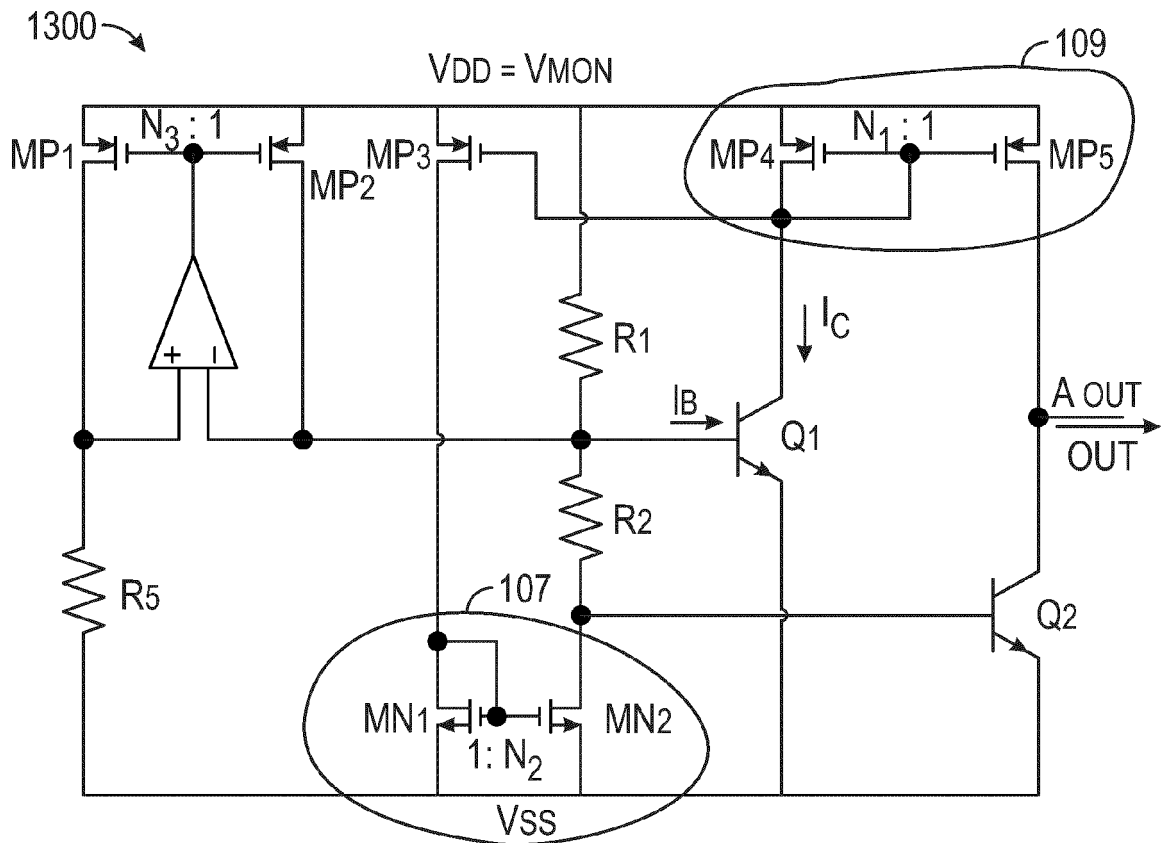 1300
109
VDD = VMON
MP1
N3 : 1
MP2
MP3
MP4
N1 : 1
MP5
+
–
R1
IC
IB
Q1
A OUT
OUT
R2
R5
107
Q2
MN1
MN2
1: N2
VSS